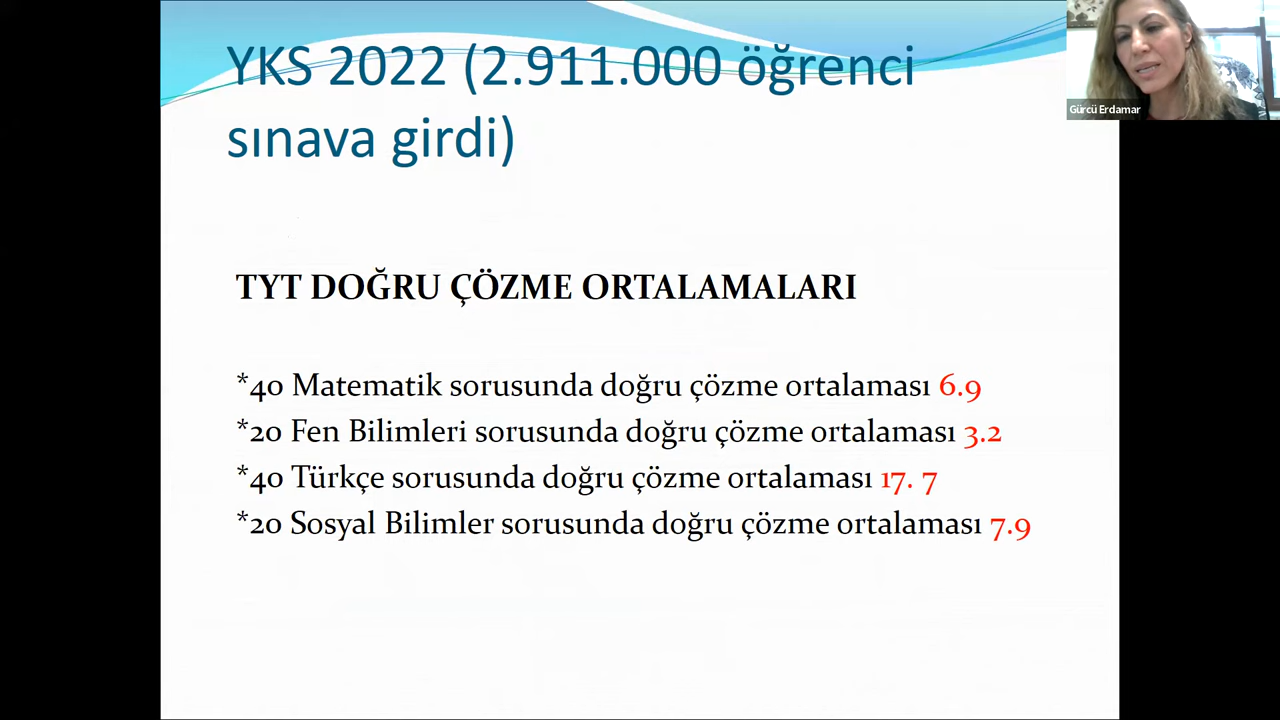 YKS 2022 (2.911.000 öğrenci
sınava girdi)
Gürcü Erdamar
TYT DOĞRU ÇÖZME ORTALAMALARI
*40 Matematik sorusunda doğru çözme ortalaması 6.9
*20 Fen Bilimleri sorusunda doğru çözme ortalaması 3.2
*40 Türkçe sorusunda doğru çözme ortalaması 17. 7
*20 Sosyal Bilimler sorusunda doğru çözme ortalaması 7.9